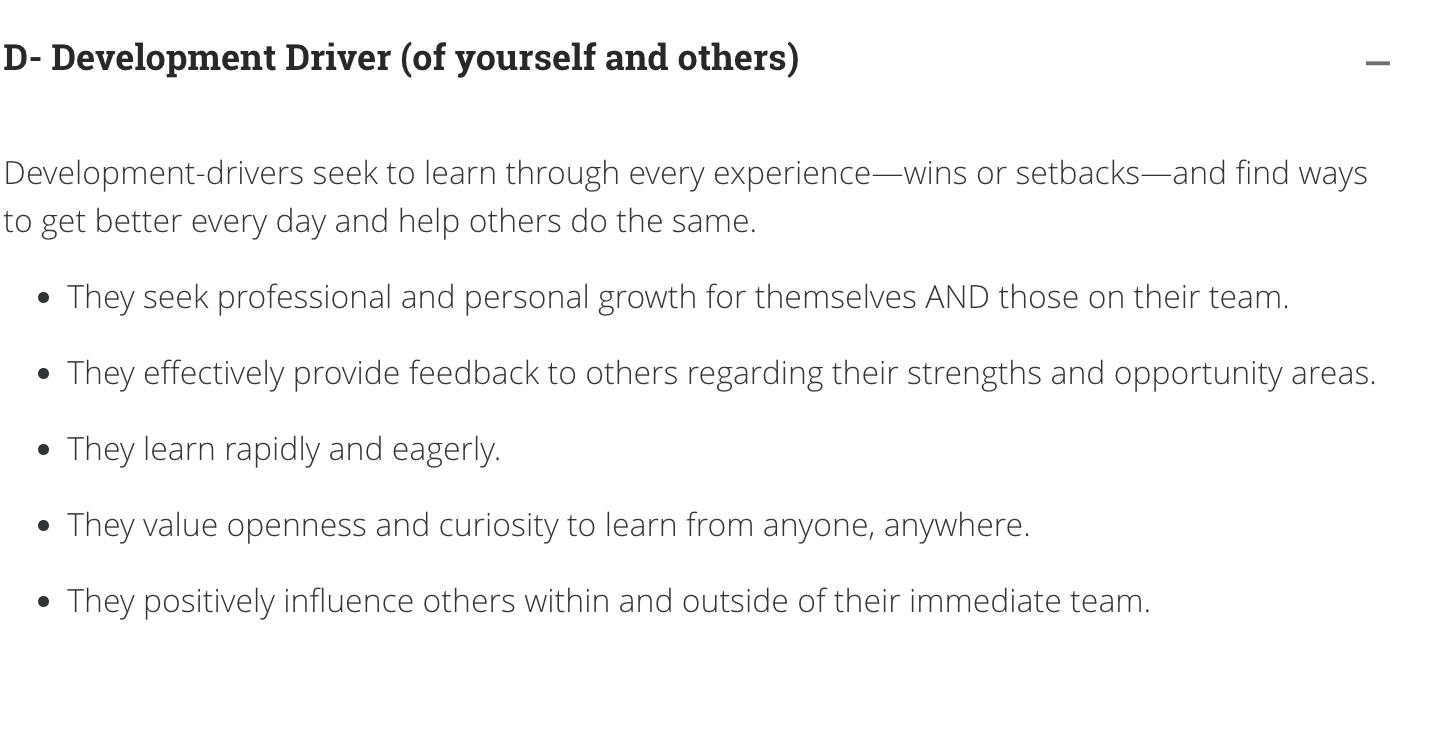 D- Development Driver (of yourself and others)
Development-drivers seek to learn through every experience—wins or setbacks—and find ways
to get better every day and help others do the same.
• They seek professional and personal growth for themselves AND those on their team.
• They effectively provide feedback to others regarding their strengths and opportunity areas.
• They learn rapidly and eagerly.
• They value openness and curiosity to learn from anyone, anywhere.
• They positively influence others within and outside of their immediate team.